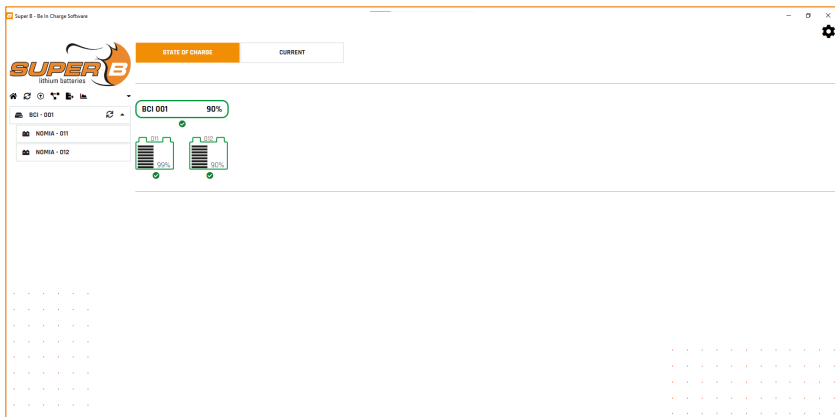 Super B - Be In Charge Software
SUPER B
lithium batteries
STATE OF CHARGE
CURRENT
BCI - 001
NOMIA - 011
NOMIA - 012
BCI 001 90%
011
99%
012
90%